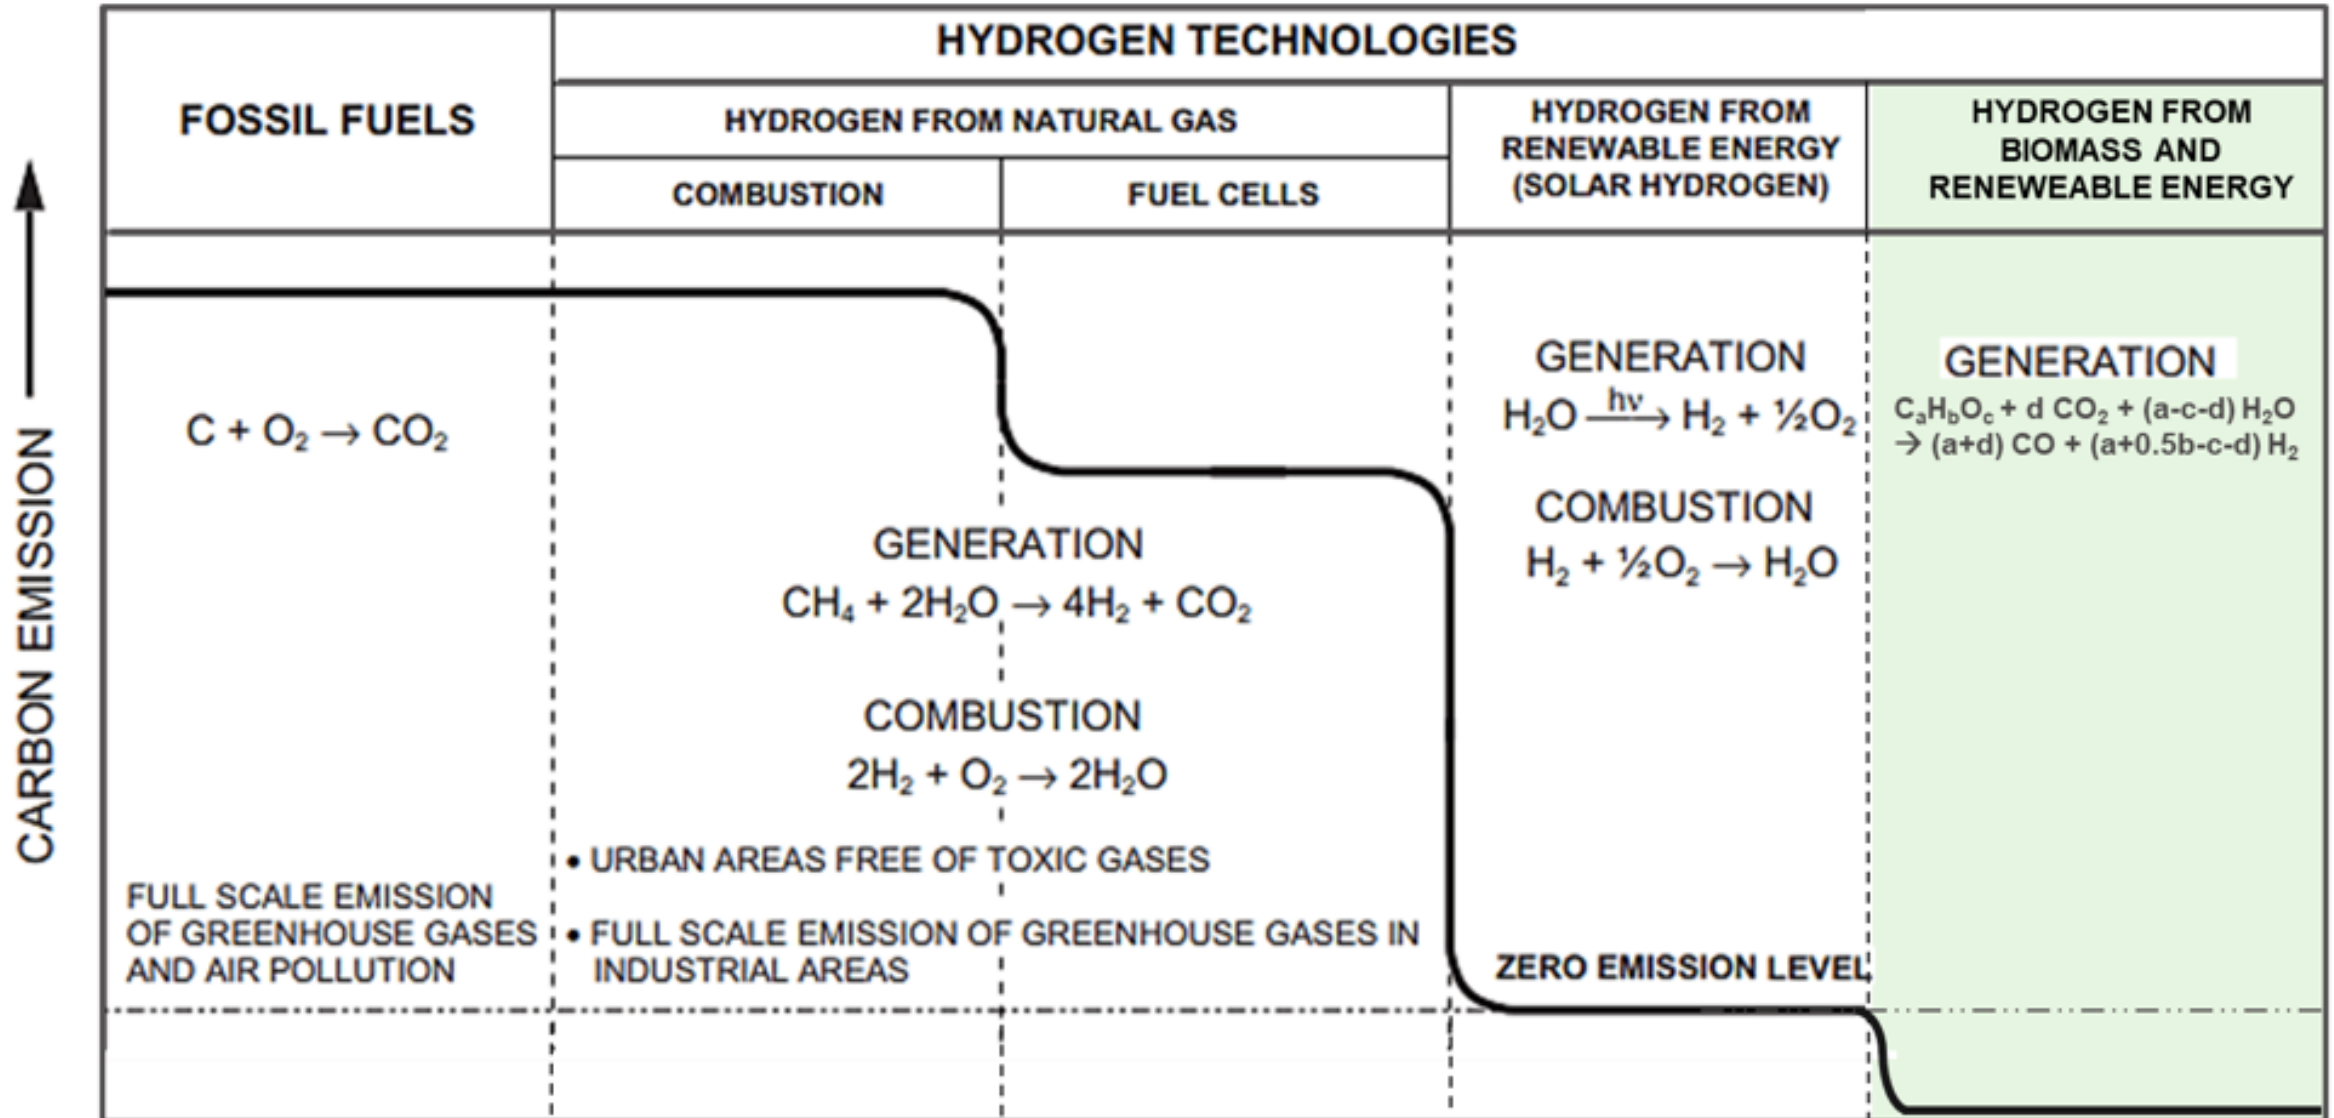 HYDROGEN TECHNOLOGIES
FOSSIL FUELS
HYDROGEN FROM NATURAL GAS
COMBUSTION
FUEL CELLS
HYDROGEN FROM
RENEWABLE ENERGY
(SOLAR HYDROGEN)
HYDROGEN FROM
BIOMASS AND
RENEWEABLE ENERGY
CARBON EMISSION
C + O₂ → CO₂
FULL SCALE EMISSION
OF GREENHOUSE GASES
AND AIR POLLUTION
GENERATION
CH₄ + 2H₂O → 4H₂ + CO₂
COMBUSTION
2H₂ + O₂ → 2H₂O
• URBAN AREAS FREE OF TOXIC GASES
• FULL SCALE EMISSION OF GREENHOUSE GASES IN
INDUSTRIAL AREAS
GENERATION
hν
H₂O → H₂ + ½O₂
COMBUSTION
H₂ + ½O₂ → H₂O
ZERO EMISSION LEVEL
GENERATION
CₐH_bO_c + d CO₂ + (a-c-d) H₂O
→ (a+d) CO + (a+0.5b-c-d) H₂